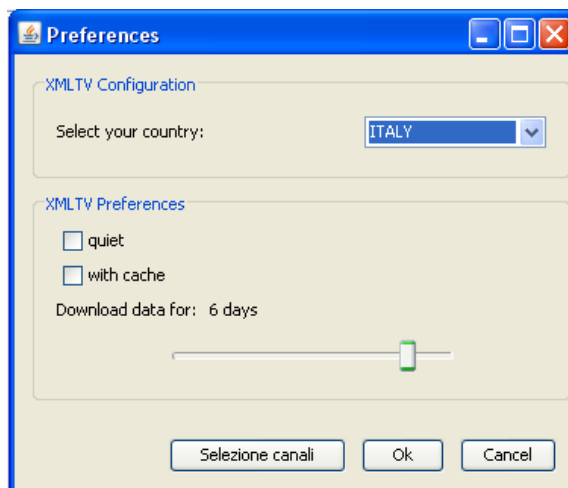 Preferences
XMLTV Configuration
Select your country: ITALY
XMLTV Preferences
quiet
with cache
Download data for: 6 days
Selezione canali Ok Cancel